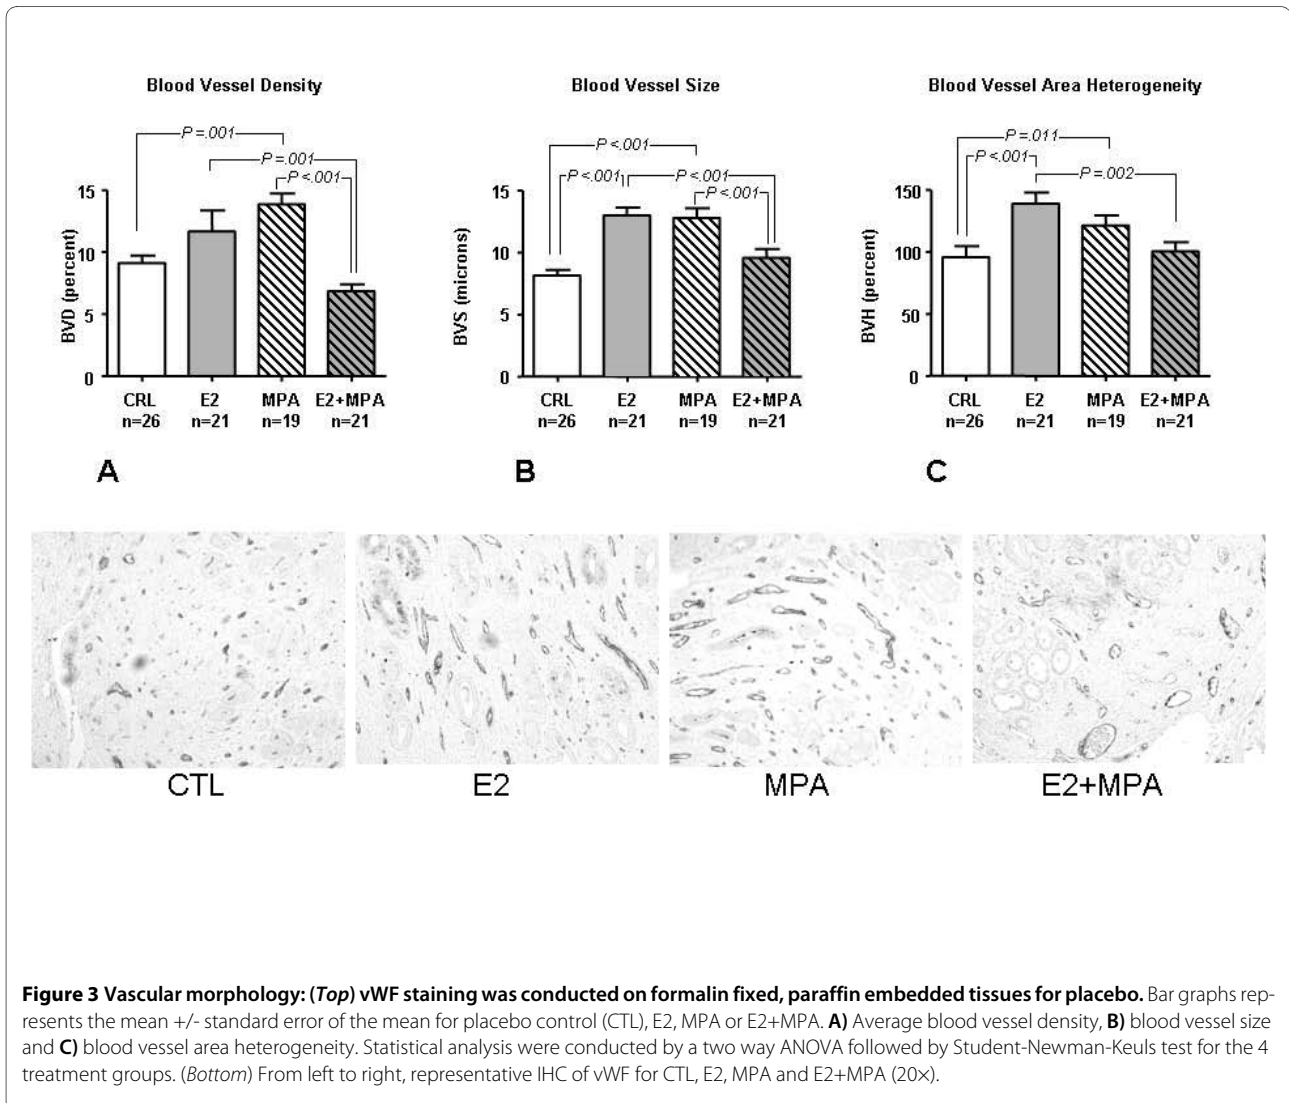 Blood Vessel Density
P =.001
P =.001
P <.001
15
10
5
0
BVD (percent)
CRL
n=26
E2
n=21
MPA
n=19
E2+MPA
n=21
A
Blood Vessel Size
P <.001
P <.001
P <.001
P <.001
15
10
5
0
BVS (microns)
CRL
n=26
E2
n=21
MPA
n=19
E2+MPA
n=21
B
Blood Vessel Area Heterogeneity
P =.011
P <.001
P =.002
150
100
50
0
BVH (percent)
CRL
n=26
E2
n=21
MPA
n=19
E2+MPA
n=21
C
CTL
E2
MPA
E2+MPA
Figure 3 Vascular morphology: (Top) vWF staining was conducted on formalin fixed, paraffin embedded tissues for placebo. Bar graphs rep-
resents the mean +/- standard error of the mean for placebo control (CTL), E2, MPA or E2+MPA. A) Average blood vessel density, B) blood vessel size
and C) blood vessel area heterogeneity. Statistical analysis were conducted by a two way ANOVA followed by Student-Newman-Keuls test for the 4
treatment groups. (Bottom) From left to right, representative IHC of vWF for CTL, E2, MPA and E2+MPA (20×).